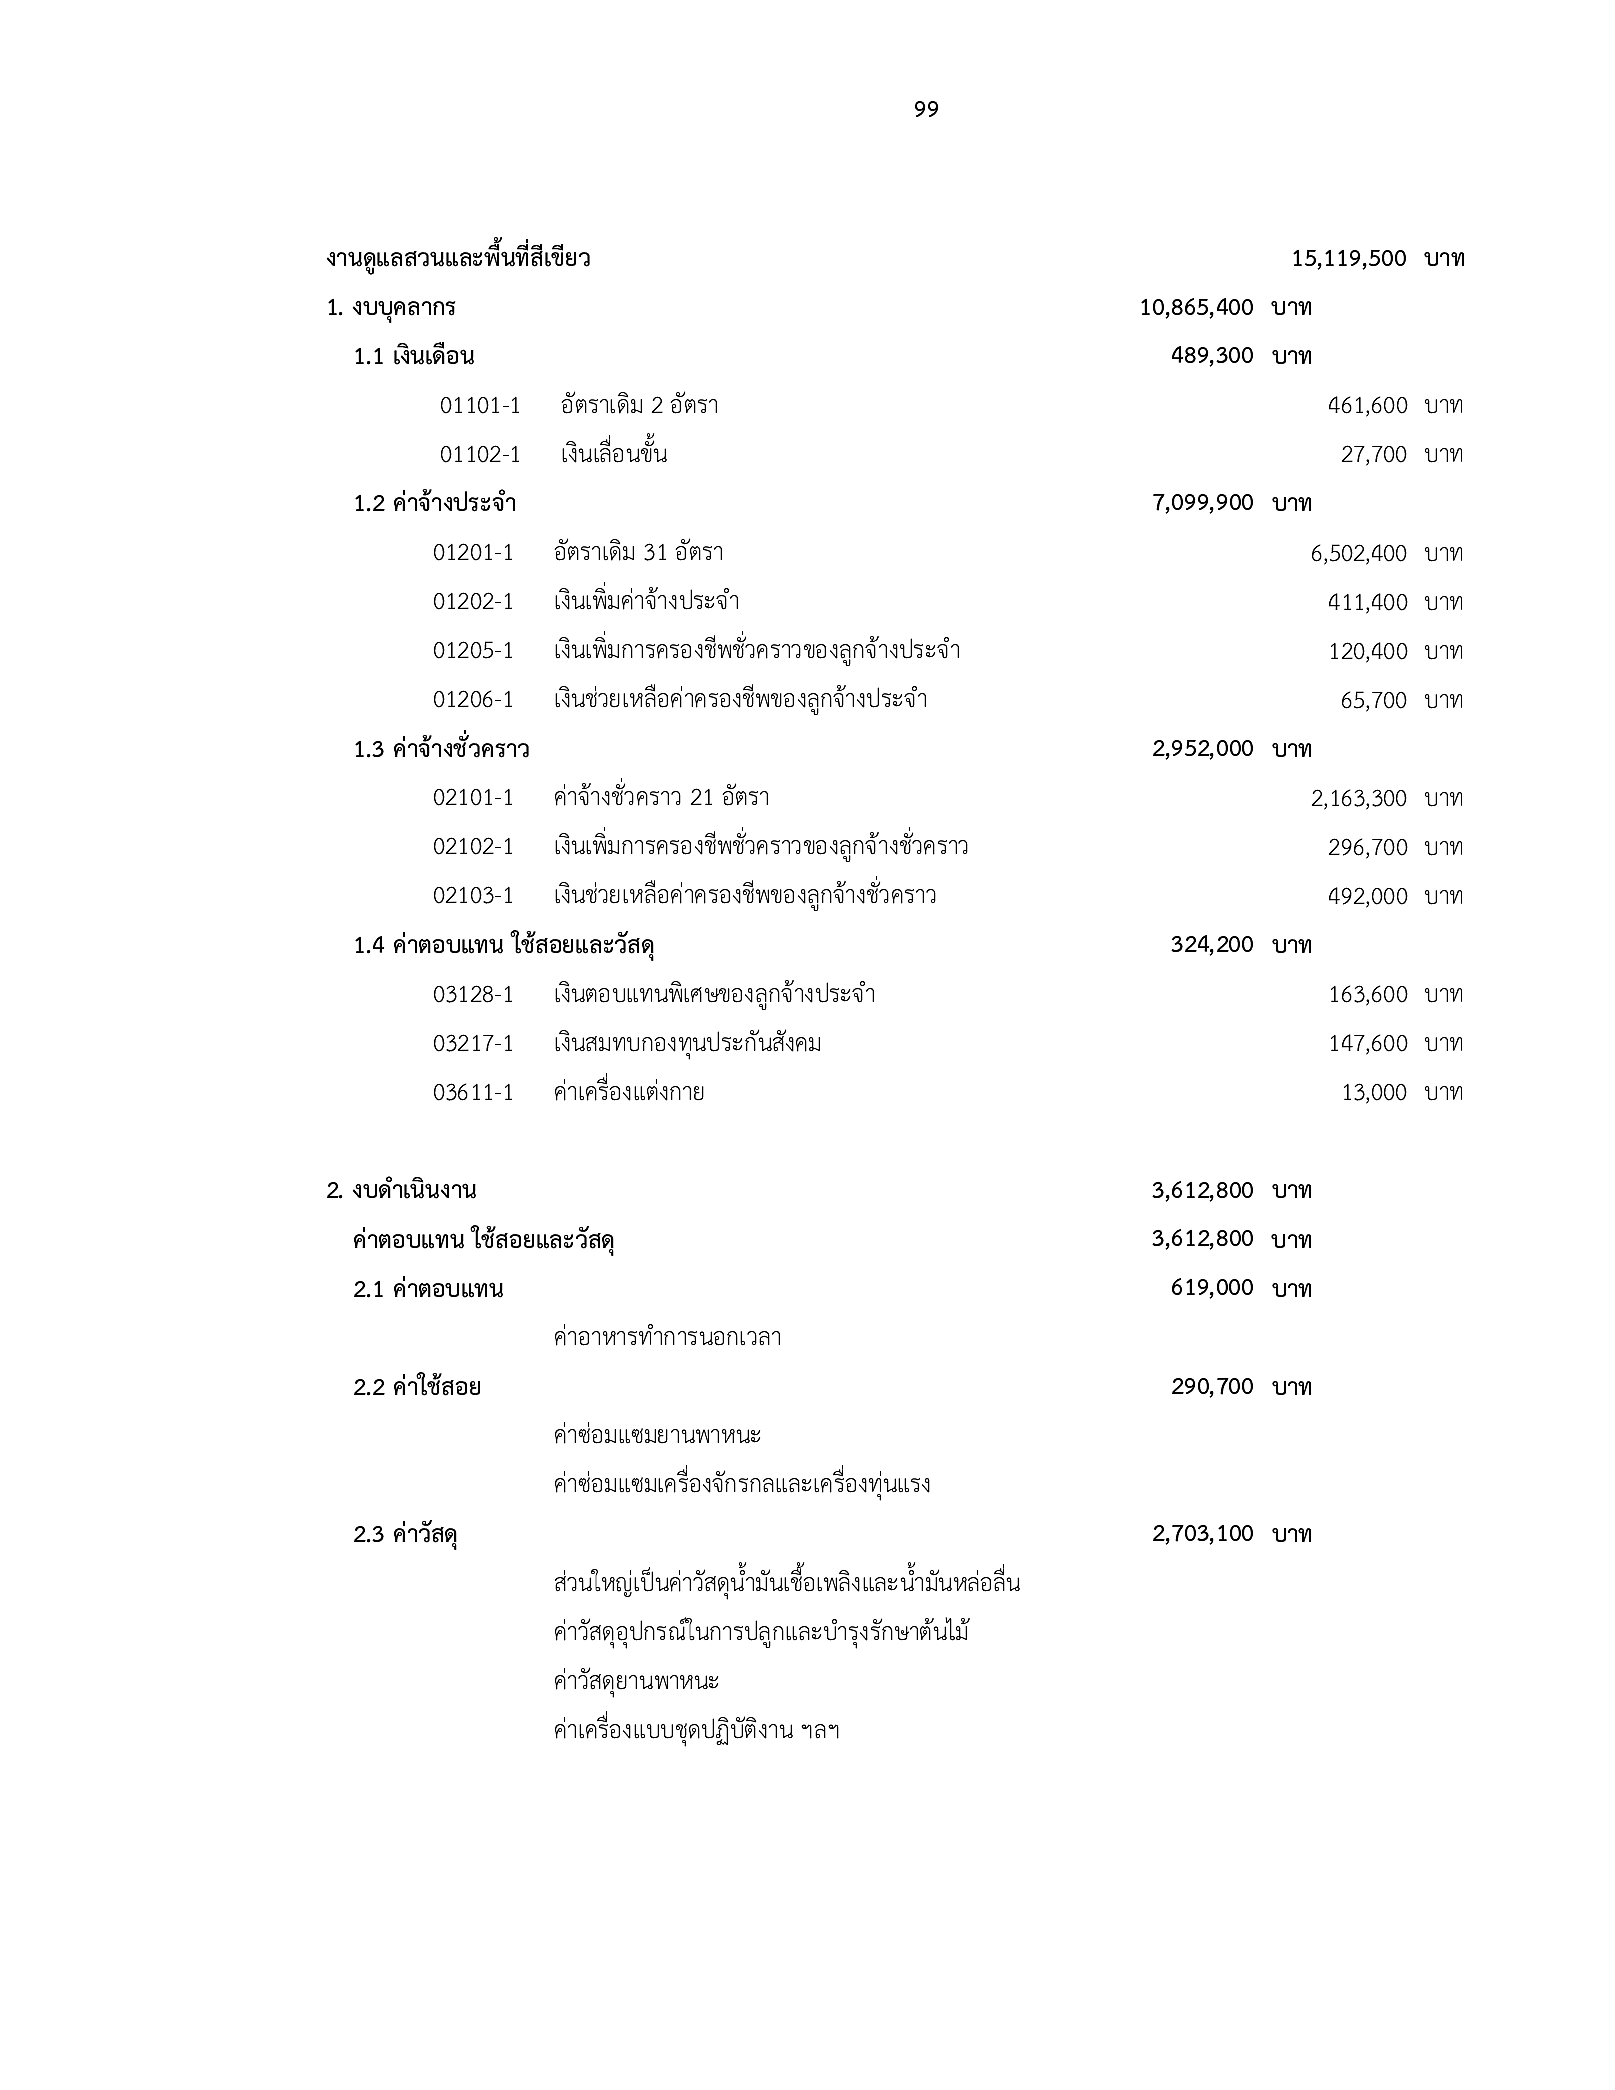 99
งานดูแลสวนและพื้นที่สีเขียว 15,119,500 บาท
1. งบบุคลากร 10,865,400 บาท
1.1 เงินเดือน 489,300 บาท
01101-1 อัตราเดิม 2 อัตรา 461,600 บาท
01102-1 เงินเลื่อนขั้น 27,700 บาท
1.2 ค่าจ้างประจำ 7,099,900 บาท
01201-1 อัตราเดิม 31 อัตรา 6,502,400 บาท
01202-1 เงินเพิ่มค่าจ้างประจำ 411,400 บาท
01205-1 เงินเพิ่มการครองชีพชั่วคราวของลูกจ้างประจำ 120,400 บาท
01206-1 เงินช่วยเหลือค่าครองชีพของลูกจ้างประจำ 65,700 บาท
1.3 ค่าจ้างชั่วคราว 2,952,000 บาท
02101-1 ค่าจ้างชั่วคราว 21 อัตรา 2,163,300 บาท
02102-1 เงินเพิ่มการครองชีพชั่วคราวของลูกจ้างชั่วคราว 296,700 บาท
02103-1 เงินช่วยเหลือค่าครองชีพของลูกจ้างชั่วคราว 492,000 บาท
1.4 ค่าตอบแทน ใช้สอยและวัสดุ 324,200 บาท
03128-1 เงินตอบแทนพิเศษของลูกจ้างประจำ 163,600 บาท
03217-1 เงินสมทบกองทุนประกันสังคม 147,600 บาท
03611-1 ค่าเครื่องแต่งกาย 13,000 บาท
2. งบดำเนินงาน 3,612,800 บาท
ค่าตอบแทน ใช้สอยและวัสดุ 3,612,800 บาท
2.1 ค่าตอบแทน 619,000 บาท
ค่าอาหารทำการนอกเวลา
2.2 ค่าใช้สอย 290,700 บาท
ค่าซ่อมแซมยานพาหนะ
ค่าซ่อมแซมเครื่องจักรกลและเครื่องทุ่นแรง
2.3 ค่าวัสดุ 2,703,100 บาท
ส่วนใหญ่เป็นค่าวัสดุน้ำมันเชื้อเพลิงและน้ำมันหล่อลื่น
ค่าวัสดุอุปกรณ์ในการปลูกและบำรุงรักษาต้นไม้
ค่าวัสดุยานพาหนะ
ค่าเครื่องแบบชุดปฏิบัติงาน ฯลฯ